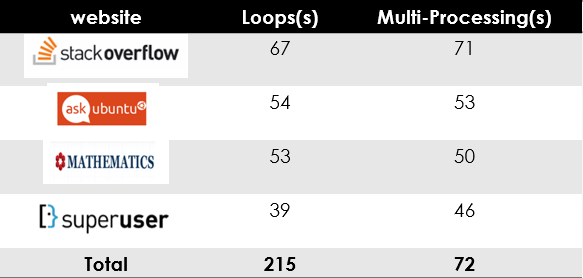 website Loops(s) Multi-Processing(s)
stackoverflow 67 71
ask ubuntu 54 53
MATHEMATICS 53 50
superuser 39 46
Total 215 72